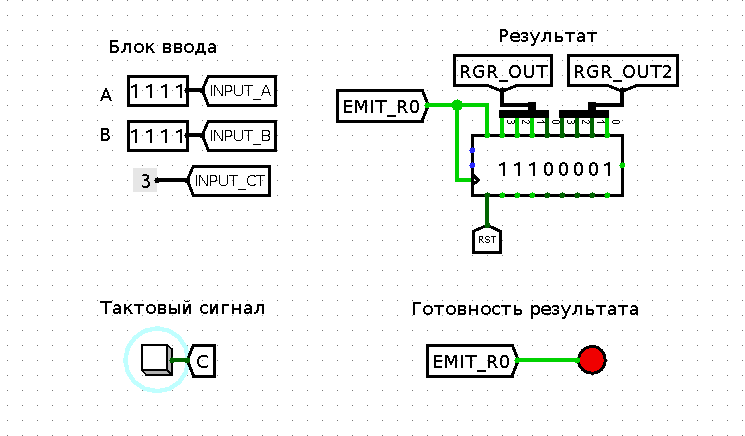 Блок ввода
A 1111 INPUT_A
B 1111 INPUT_B
3 INPUT_CT
Результат
RGR_OUT RGR_OUT2
EMIT_R0
3 2 1 0 3 2 1 0
11100001
RST
Тактовый сигнал
C
Готовность результата
EMIT_R0